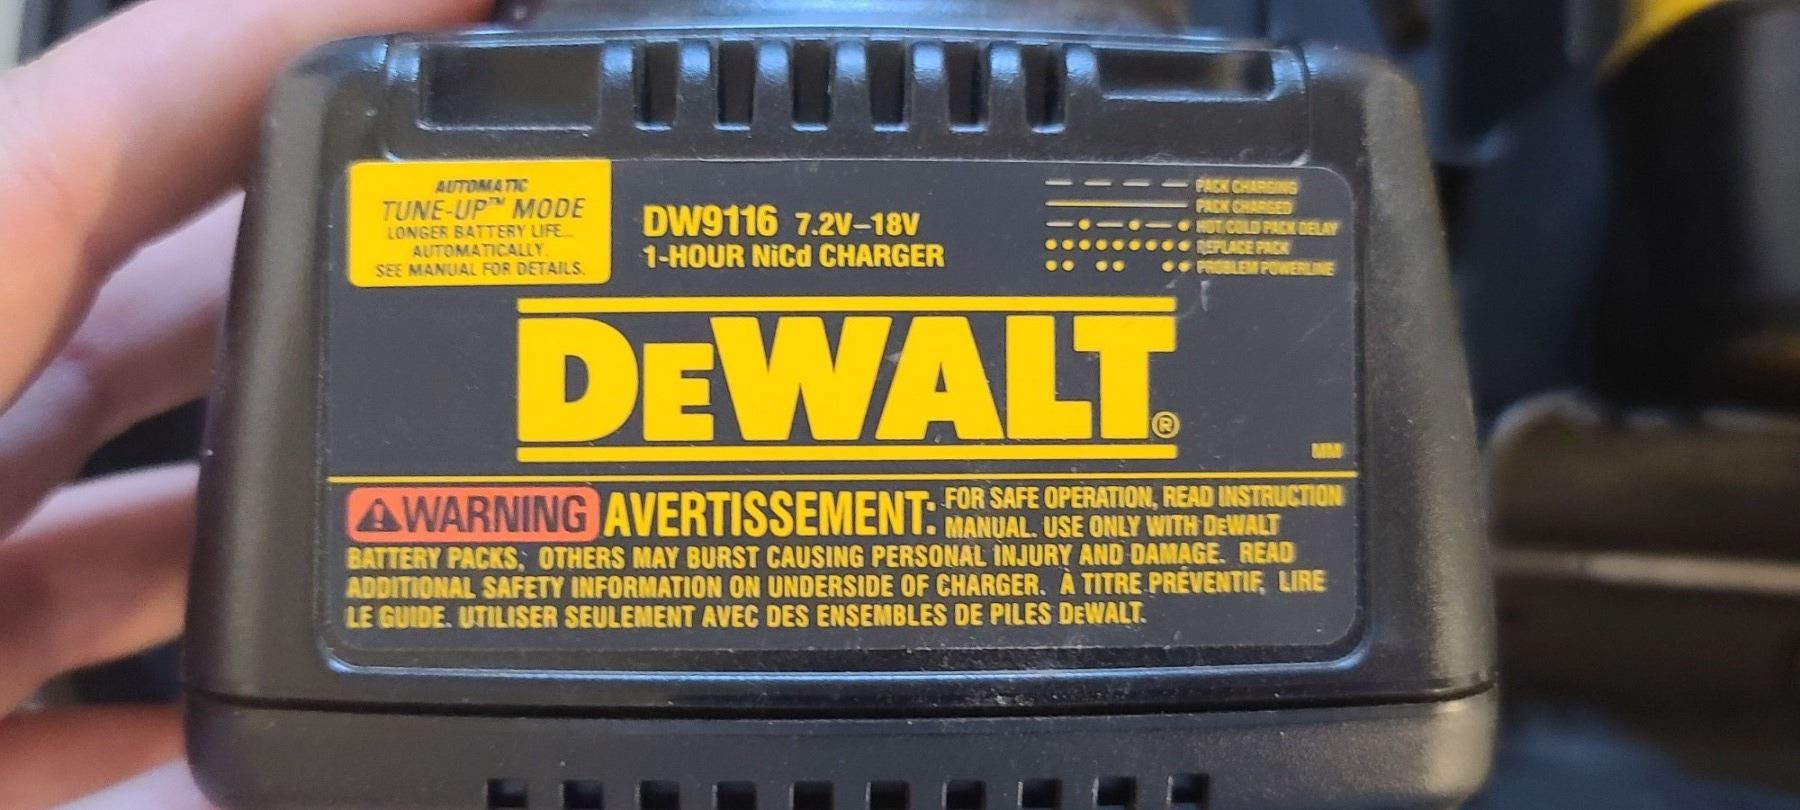 AUTOMATIC
TUNE-UP™ MODE
LONGER BATTERY LIFE...
AUTOMATICALLY.
SEE MANUAL FOR DETAILS.
DW9116 7.2V–18V
1-HOUR NiCd CHARGER
PACK CHARGING
PACK CHARGED
HOT/COLD PACK DELAY
REPLACE PACK
PROBLEM POWERLINE
DEWALT®
MM
WARNING AVERTISSEMENT: FOR SAFE OPERATION, READ INSTRUCTION
MANUAL. USE ONLY WITH DEWALT
BATTERY PACKS, OTHERS MAY BURST CAUSING PERSONAL INJURY AND DAMAGE. READ
ADDITIONAL SAFETY INFORMATION ON UNDERSIDE OF CHARGER. À TITRE PRÉVENTIF, LIRE
LE GUIDE. UTILISER SEULEMENT AVEC DES ENSEMBLES DE PILES DEWALT.